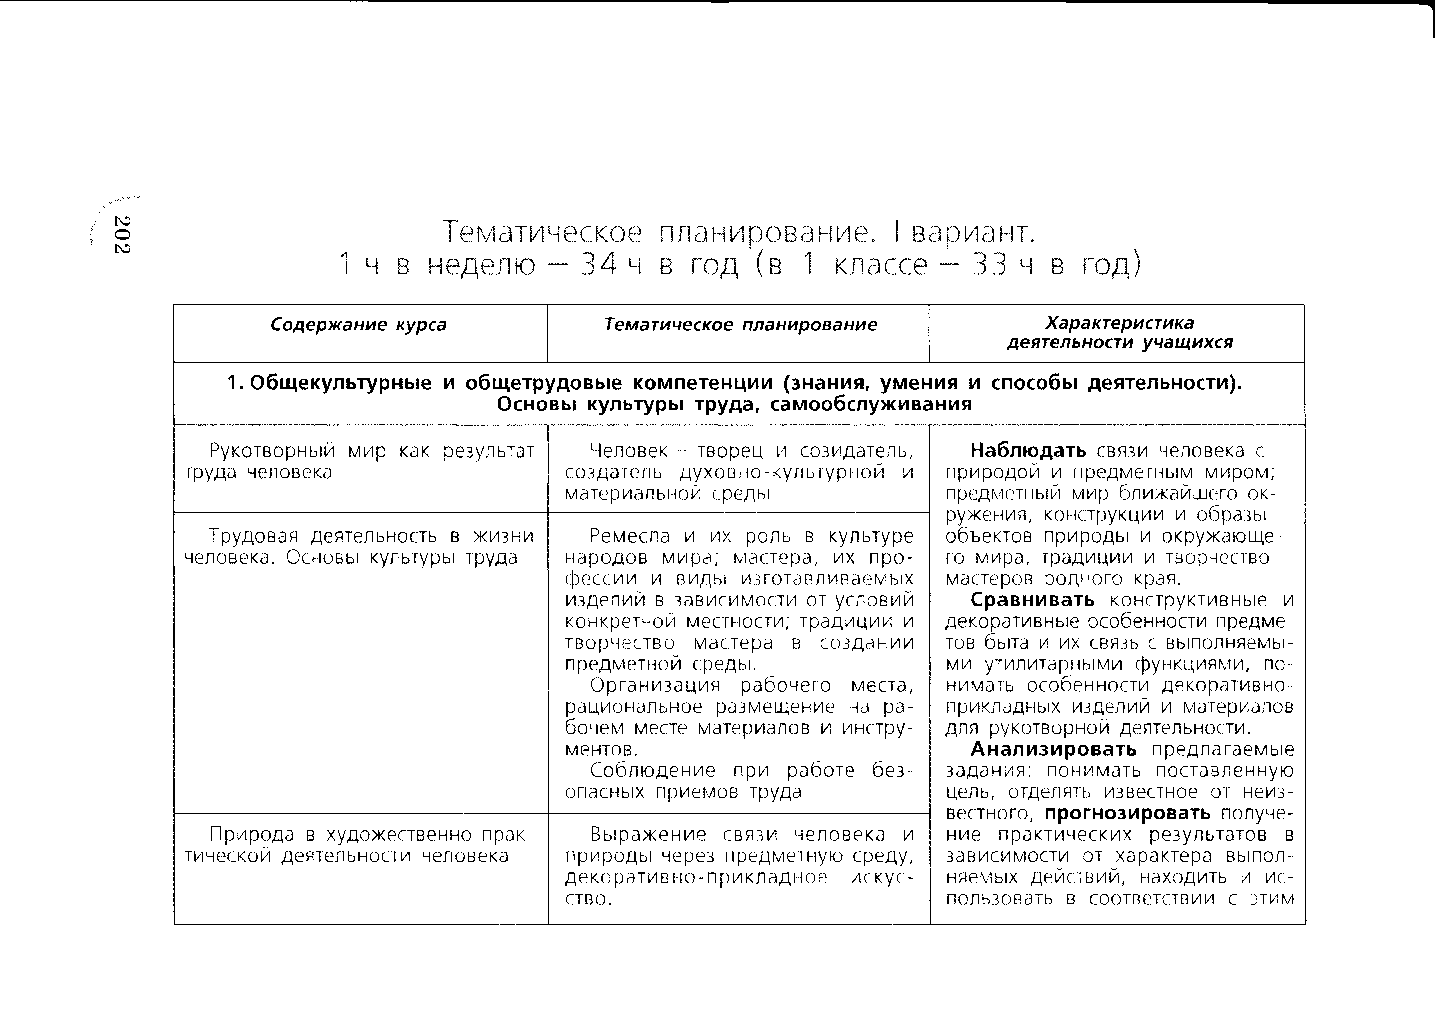 202
Тематическое планирование. I вариант.
1 ч в неделю — 34 ч в год (в 1 классе — 33 ч в год)
Содержание курса
Тематическое планирование
Характеристика
деятельности учащихся
1. Общекультурные и общетрудовые компетенции (знания, умения и способы деятельности).
Основы культуры труда, самообслуживания
Рукотворный мир как результат
труда человека
Человек – творец и созидатель,
создатель духовно-культурной и
материальной среды
Трудовая деятельность в жизни
человека. Основы культуры труда
Ремесла и их роль в культуре
народов мира; мастера, их про-
фессии и виды изготавливаемых
изделий в зависимости от условий
конкретной местности; традиции и
творчество мастера в создании
предметной среды.
Организация рабочего места,
рациональное размещение на ра-
бочем месте материалов и инстру-
ментов.
Соблюдение при работе без-
опасных приемов труда
Природа в художественно прак
тической деятельности человека
Выражение связи человека и
природы через предметную среду,
декоративно-прикладное искус-
ство.
Наблюдать связи человека с
природой и предметным миром;
предметный мир ближайшего ок-
ружения, конструкции и образы
объектов природы и окружающе-
го мира, традиции и творчество
мастеров родного края.
Сравнивать конструктивные и
декоративные особенности предме
тов быта и их связь с выполняемы-
ми утилитарными функциями, по-
нимать особенности декоративно-
прикладных изделий и материалов
для рукотворной деятельности.
Анализировать предлагаемые
задания: понимать поставленную
цель, отделять известное от неиз-
вестного, прогнозировать получе-
ние практических результатов в
зависимости от характера выпол-
няемых действий, находить и ис-
пользовать в соответствии с этим